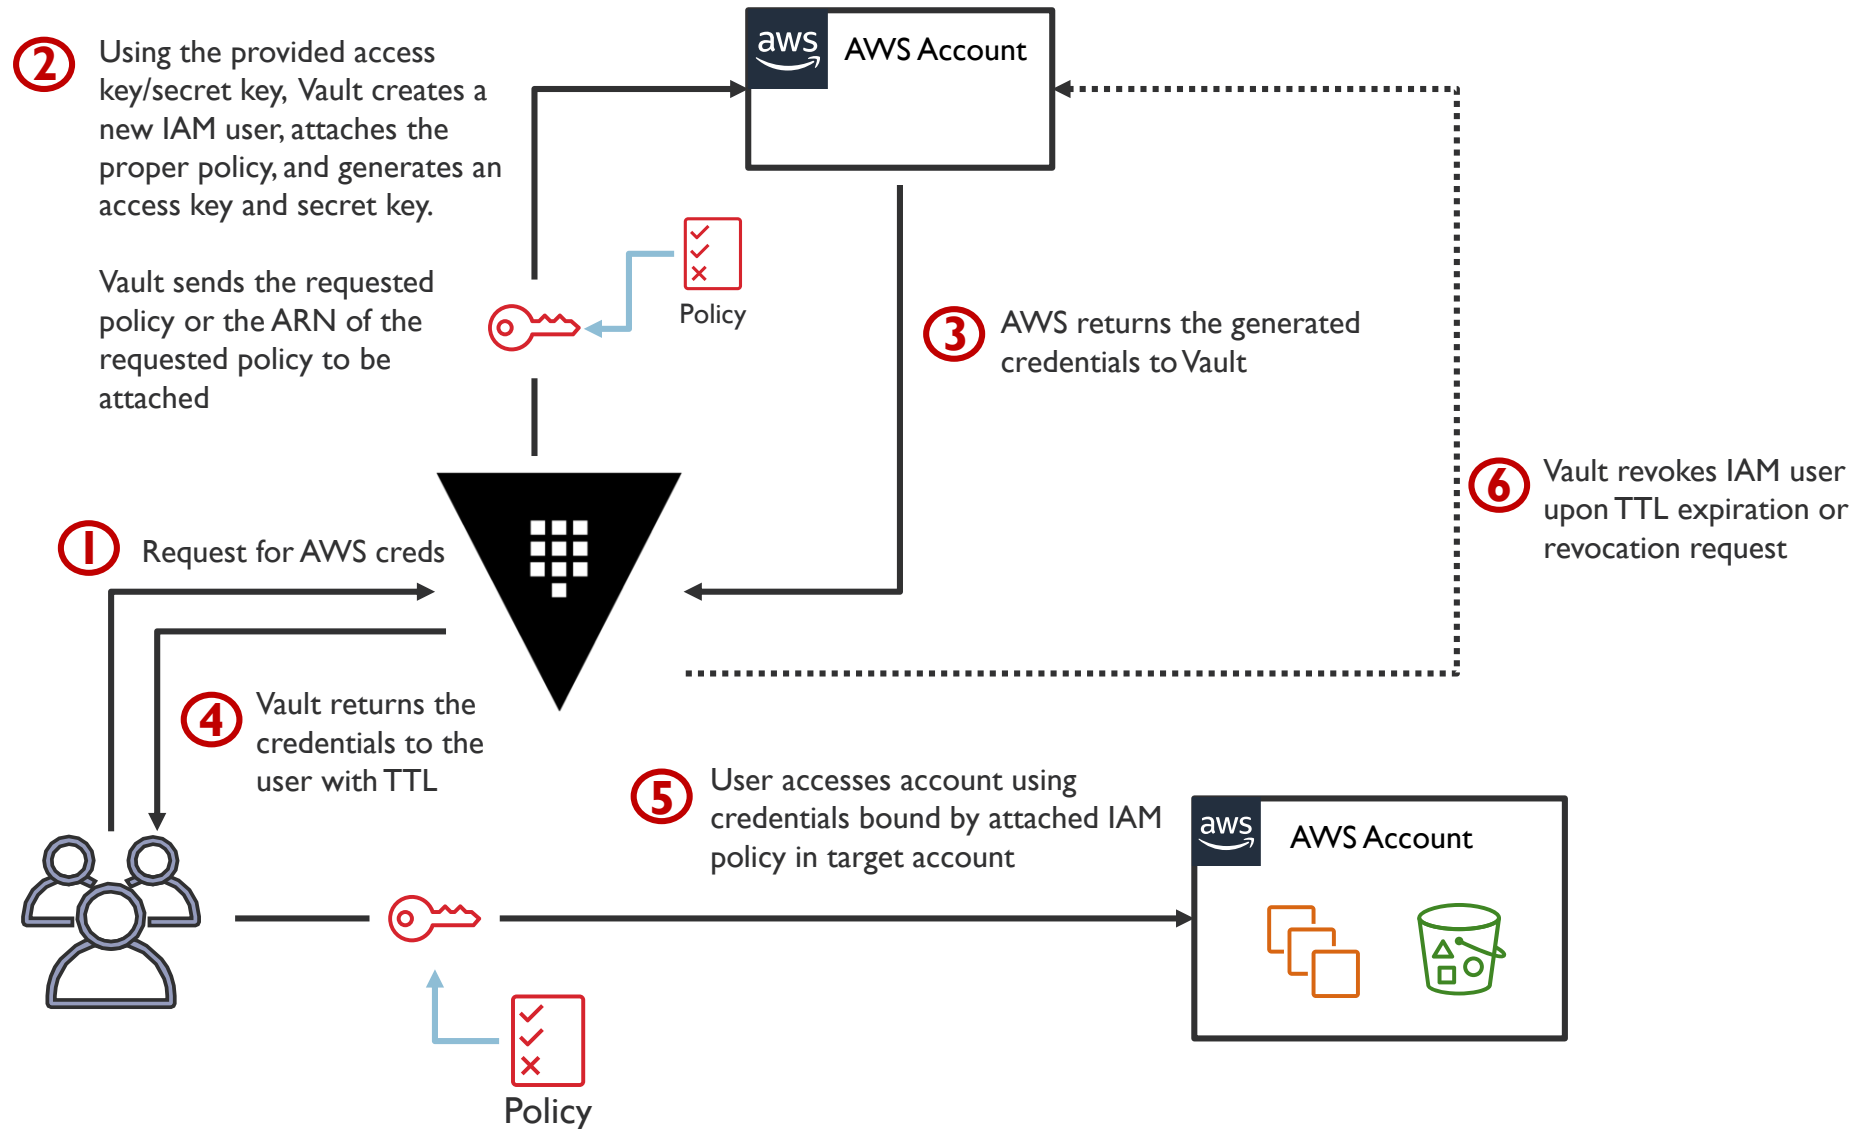 2
Using the provided access
key/secret key, Vault creates a
new IAM user, attaches the
proper policy, and generates an
access key and secret key.
Vault sends the requested
policy or the ARN of the
requested policy to be
attached
aws
AWS Account
Policy
3
AWS returns the generated
credentials to Vault
6
Vault revokes IAM user
upon TTL expiration or
revocation request
1
Request for AWS creds
4
Vault returns the
credentials to the
user with TTL
5
User accesses account using
credentials bound by attached IAM
policy in target account
aws
AWS Account
Policy